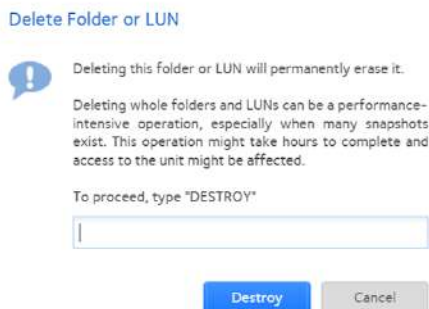 Delete Folder or LUN
Deleting this folder or LUN will permanently erase it.
Deleting whole folders and LUNs can be a performance-
intensive operation, especially when many snapshots
exist. This operation might take hours to complete and
access to the unit might be affected.
To proceed, type "DESTROY"
Destroy
Cancel